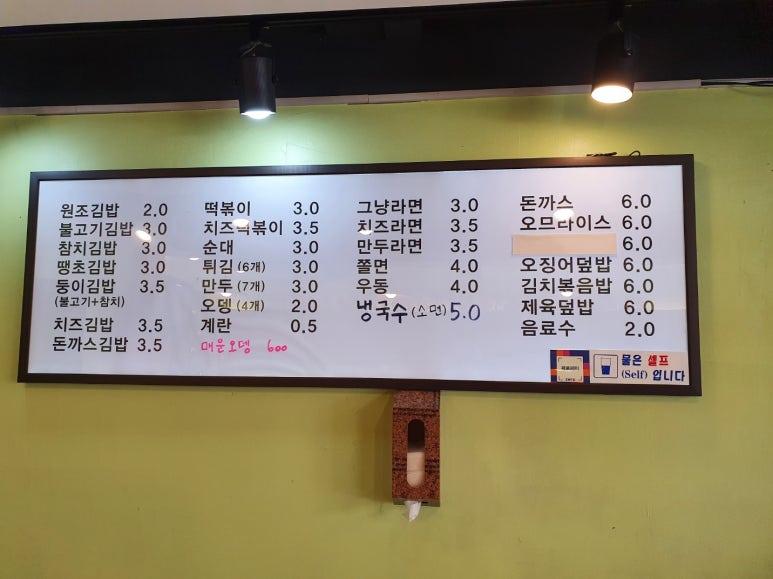 원조김밥 2.0
불고기김밥 3.0
참치김밥 3.0
땡초김밥 3.0
둥이김밥 3.5
(불고기+참치)
치즈김밥 3.5
돈까스김밥 3.5
떡볶이 3.0
치즈떡볶이 3.5
순대 3.0
튀김 (6개) 3.0
만두 (7개) 3.0
오뎅 (4개) 2.0
계란 0.5
매운오뎅 600
그냥라면 3.0
치즈라면 3.5
만두라면 3.5
쫄면 4.0
우동 4.0
냉국수 (소면) 5.0
돈까스 6.0
오므라이스 6.0
6.0
오징어덮밥 6.0
김치볶음밥 6.0
제육덮밥 6.0
음료수 2.0
물은 셀프
(Self) 입니다